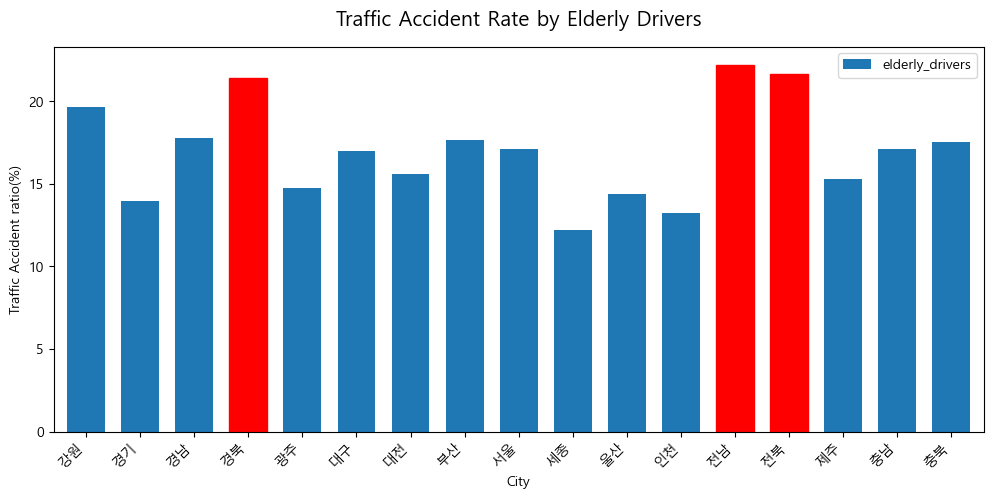 Traffic Accident Rate by Elderly Drivers
elderly_drivers
Traffic Accident ratio(%)
20
15
10
5
0
강원 경기 경남 경북 광주 대구 대전 부산 서울 세종 울산 인천 전남 전북 제주 충남 충북
City